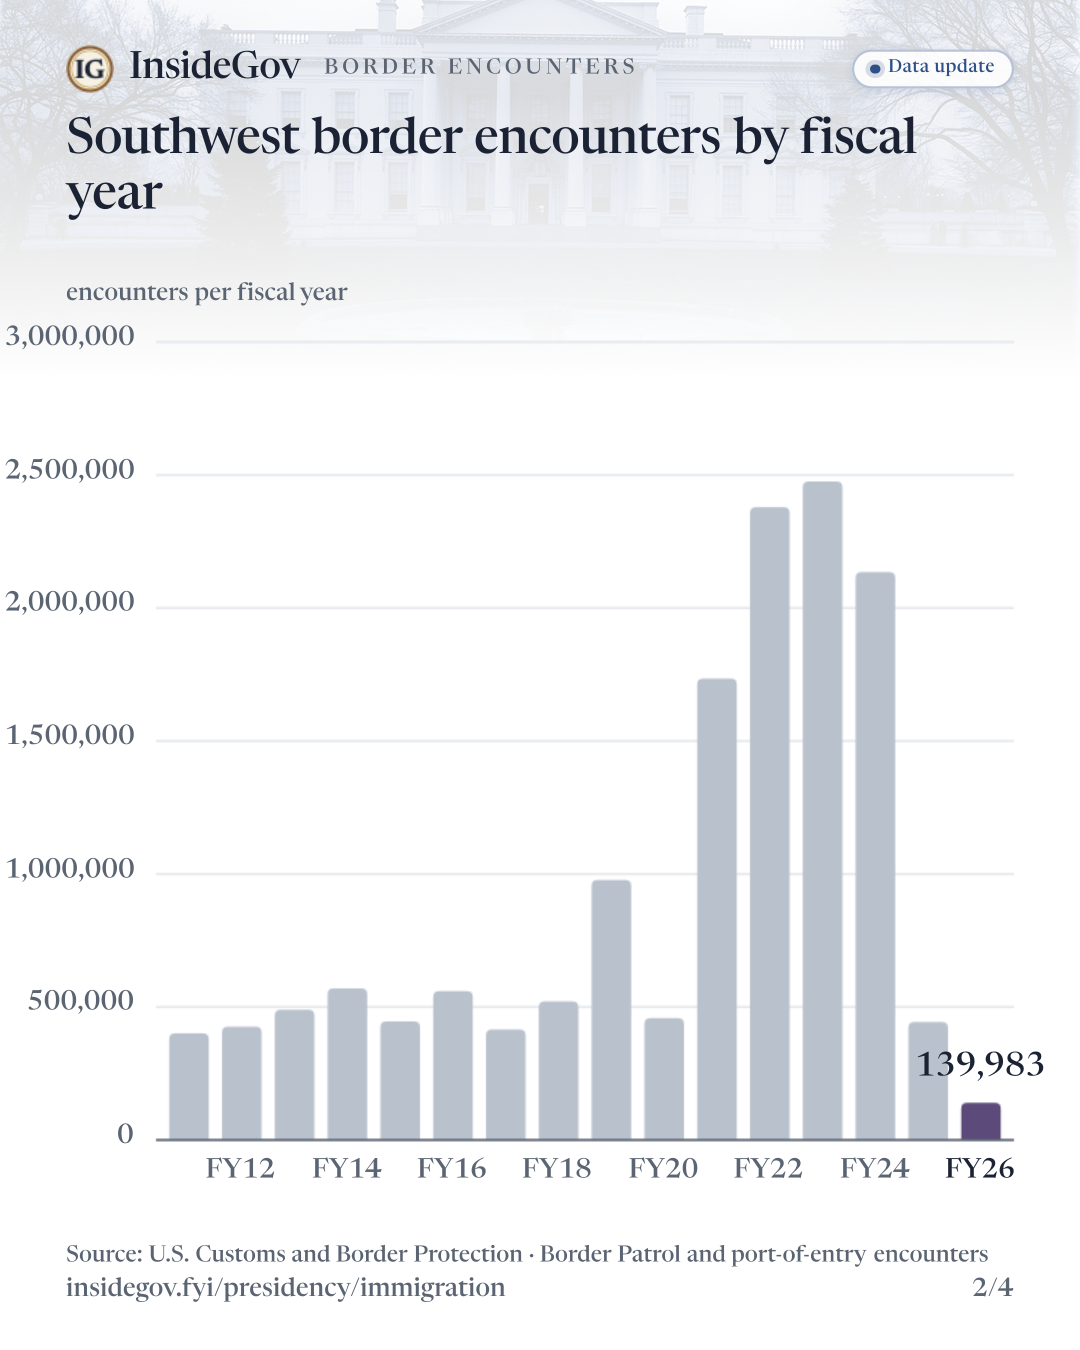 IG InsideGov BORDER ENCOUNTERS Data update
Southwest border encounters by fiscal
year
encounters per fiscal year
3,000,000
2,500,000
2,000,000
1,500,000
1,000,000
500,000
139,983
0
FY12 FY14 FY16 FY18 FY20 FY22 FY24 FY26
Source: U.S. Customs and Border Protection · Border Patrol and port-of-entry encounters
insidegov.fyi/presidency/immigration 2/4